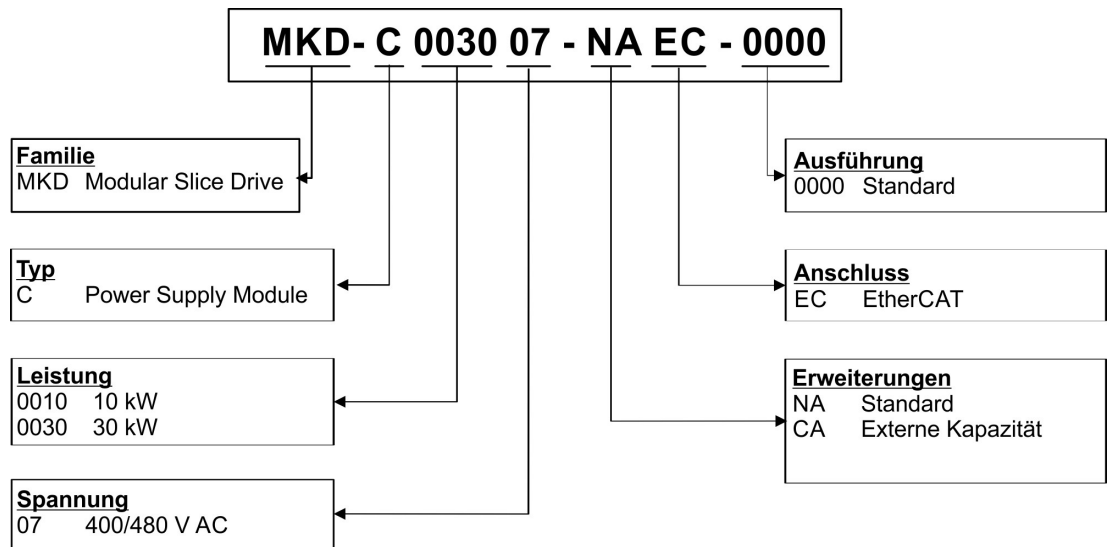 MKD- C 0030 07 - NA EC - 0000
Familie
MKD Modular Slice Drive
Typ
C Power Supply Module
Leistung
0010 10 kW
0030 30 kW
Spannung
07 400/480 V AC
Ausführung
0000 Standard
Anschluss
EC EtherCAT
Erweiterungen
NA Standard
CA Externe Kapazität